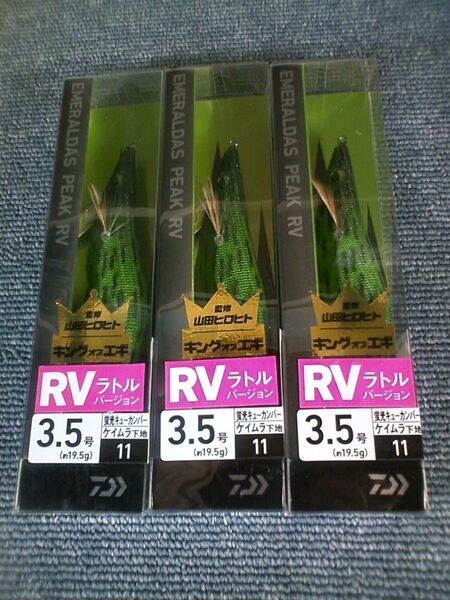 EMERALDAS PEAK RV
監修
山田ヒロヒト
キングオブエギ
RV ラトル
バージョン
3.5号
(約19.5g)
蛍光キューカンバー
ケイムラ下地
11
EMERALDAS PEAK RV
監修
山田ヒロヒト
キングオブエギ
RV ラトル
バージョン
3.5号
(約19.5g)
蛍光キューカンバー
ケイムラ下地
11
EMERALDAS PEAK RV
監修
山田ヒロヒト
キングオブエギ
RV ラトル
バージョン
3.5号
(約19.5g)
蛍光キューカンバー
ケイムラ下地
11